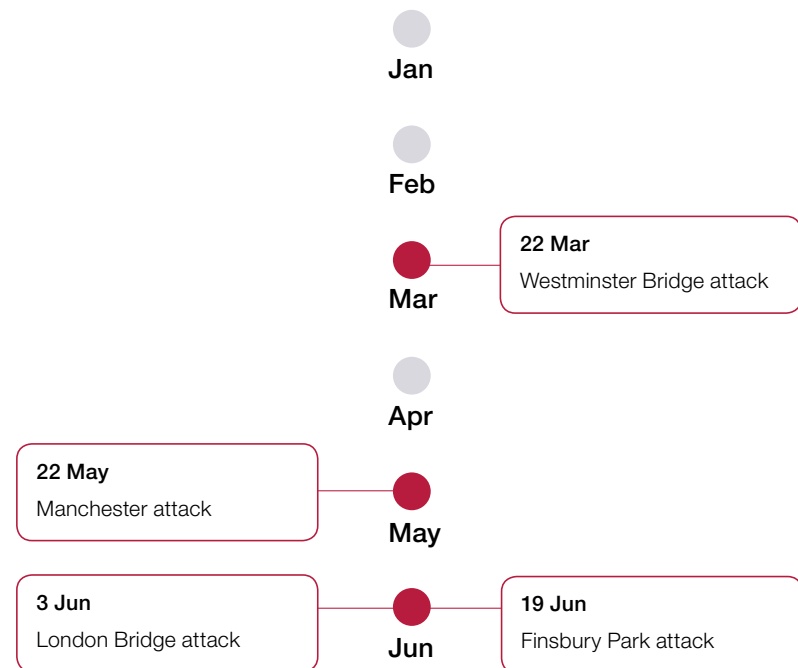 Jan
Feb
22 Mar
Westminster Bridge attack
Mar
Apr
22 May
Manchester attack
May
3 Jun
London Bridge attack
19 Jun
Finsbury Park attack
Jun